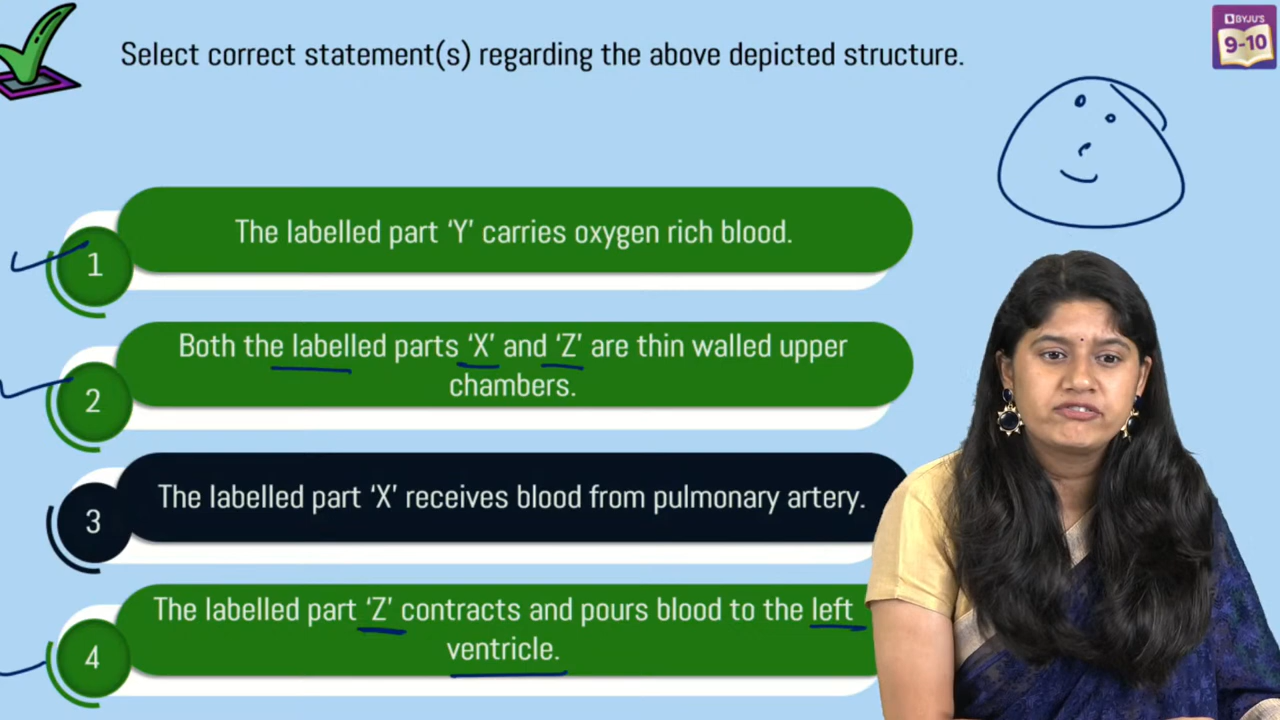 Select correct statement(s) regarding the above depicted structure.
BYJU'S
9-10
The labelled part ‘Y’ carries oxygen rich blood.
1
Both the labelled parts ‘X’ and ‘Z’ are thin walled upper
chambers.
2
The labelled part ‘X’ receives blood from pulmonary artery.
3
The labelled part ‘Z’ contracts and pours blood to the left
ventricle.
4